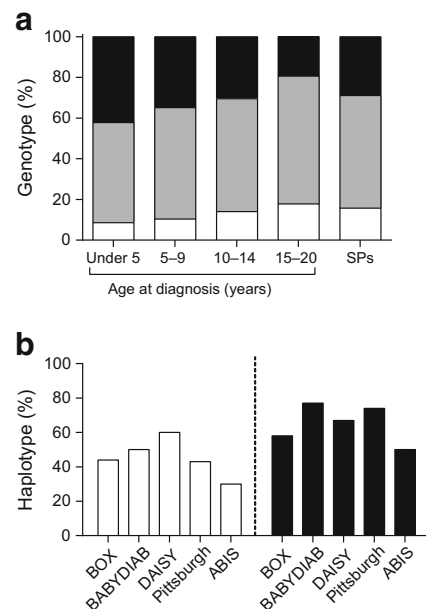 a
Genotype (%)
100
80
60
40
20
0
Under 5 5–9 10–14 15–20 SPs
Age at diagnosis (years)
b
Haplotype (%)
100
80
60
40
20
0
BOX BABYDIAB DAISY Pittsburgh ABIS BOX BABYDIAB DAISY Pittsburgh ABIS